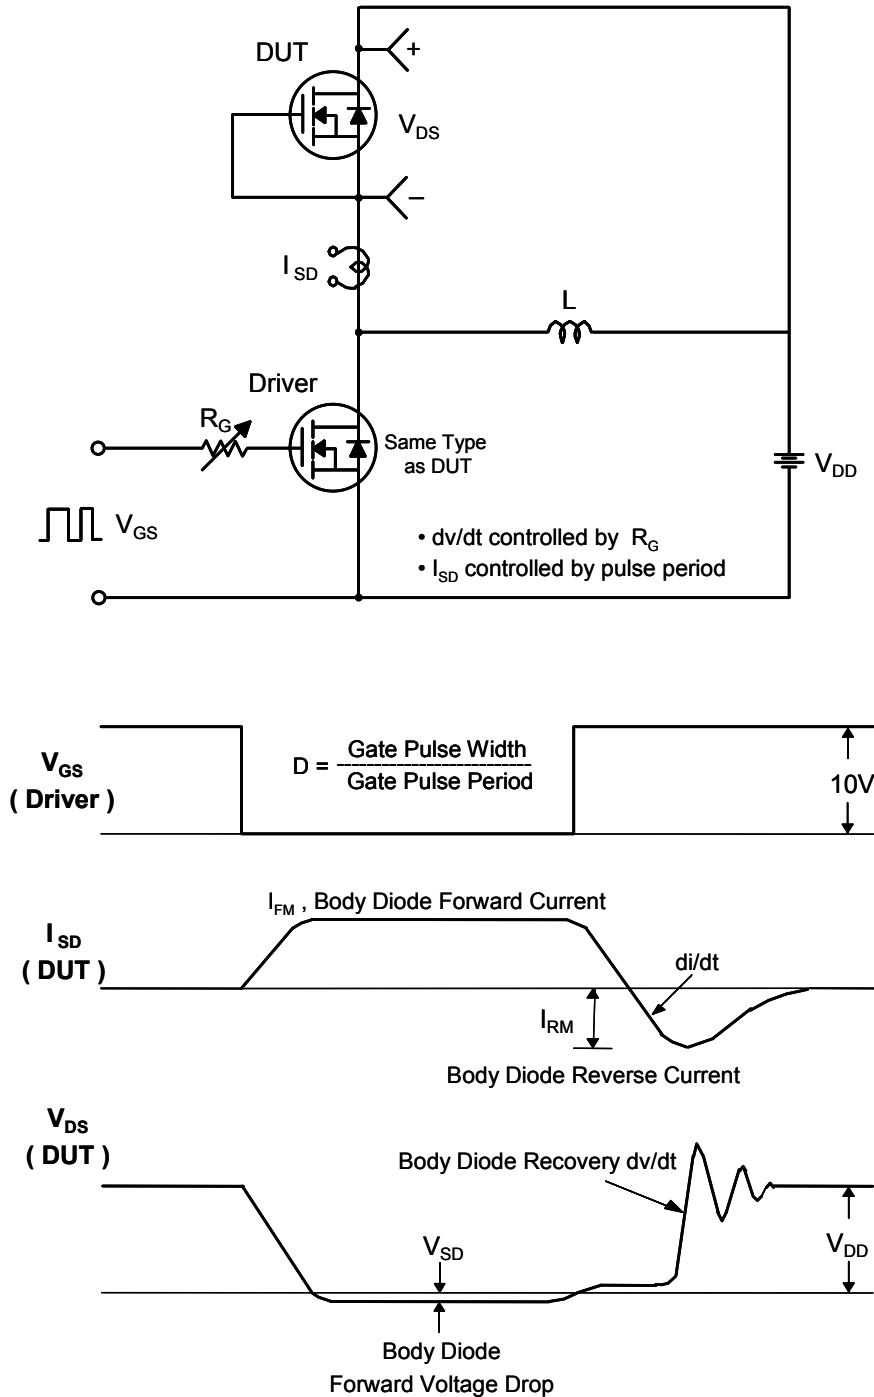 DUT
+
V_DS
−
I_SD
L
Driver
R_G
Same Type
as DUT
V_DD
V_GS
• dv/dt controlled by R_G
• I_SD controlled by pulse period
V_GS
( Driver )
D = Gate Pulse Width
Gate Pulse Period
10V
I_FM , Body Diode Forward Current
I_SD
( DUT )
di/dt
I_RM
Body Diode Reverse Current
V_DS
( DUT )
Body Diode Recovery dv/dt
V_SD
V_DD
Body Diode
Forward Voltage Drop